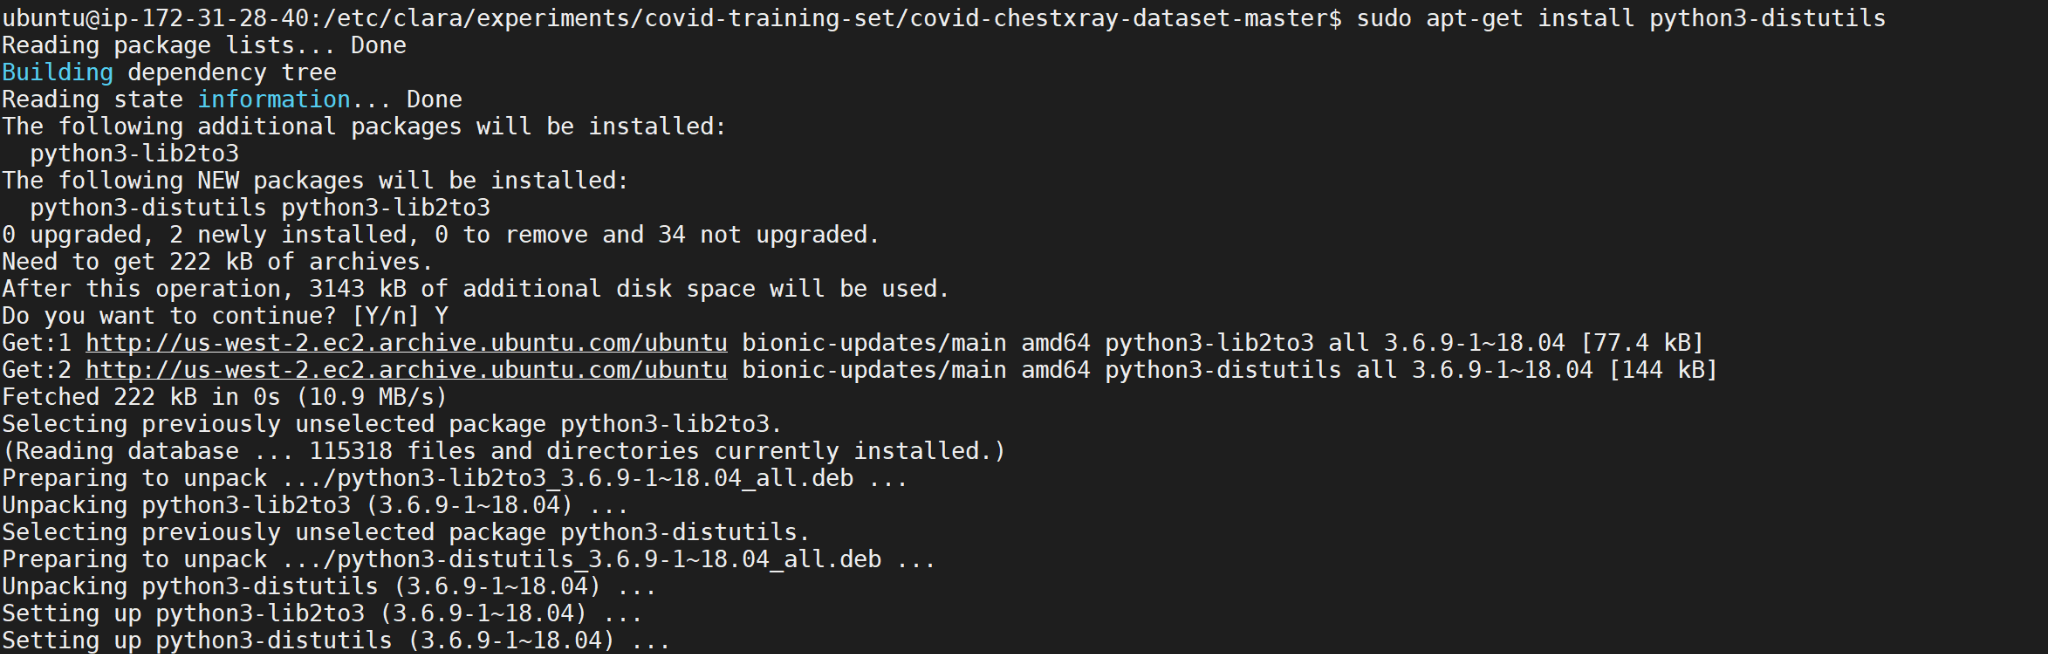 ubuntu@ip-172-31-28-40:/etc/clara/experiments/covid-training-set/covid-chestxray-dataset-master$ sudo apt-get install python3-distutils
Reading package lists... Done
Building dependency tree
Reading state information... Done
The following additional packages will be installed:
  python3-lib2to3
The following NEW packages will be installed:
  python3-distutils python3-lib2to3
0 upgraded, 2 newly installed, 0 to remove and 34 not upgraded.
Need to get 222 kB of archives.
After this operation, 3143 kB of additional disk space will be used.
Do you want to continue? [Y/n] Y
Get:1 http://us-west-2.ec2.archive.ubuntu.com/ubuntu bionic-updates/main amd64 python3-lib2to3 all 3.6.9-1~18.04 [77.4 kB]
Get:2 http://us-west-2.ec2.archive.ubuntu.com/ubuntu bionic-updates/main amd64 python3-distutils all 3.6.9-1~18.04 [144 kB]
Fetched 222 kB in 0s (10.9 MB/s)
Selecting previously unselected package python3-lib2to3.
(Reading database ... 115318 files and directories currently installed.)
Preparing to unpack .../python3-lib2to3_3.6.9-1~18.04_all.deb ...
Unpacking python3-lib2to3 (3.6.9-1~18.04) ...
Selecting previously unselected package python3-distutils.
Preparing to unpack .../python3-distutils_3.6.9-1~18.04_all.deb ...
Unpacking python3-distutils (3.6.9-1~18.04) ...
Setting up python3-lib2to3 (3.6.9-1~18.04) ...
Setting up python3-distutils (3.6.9-1~18.04) ...